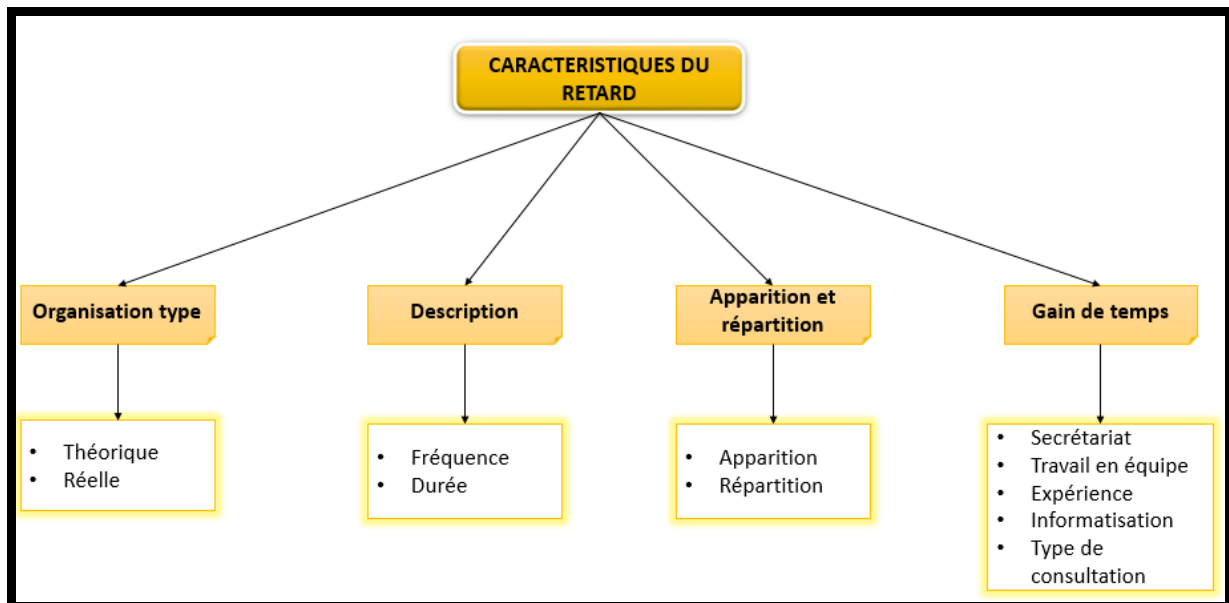 CARACTERISTIQUES DU
RETARD
Organisation type
Description
Apparition et
répartition
Gain de temps
• Théorique
• Réelle
• Fréquence
• Durée
• Apparition
• Répartition
• Secrétariat
• Travail en équipe
• Expérience
• Informatisation
• Type de
consultation